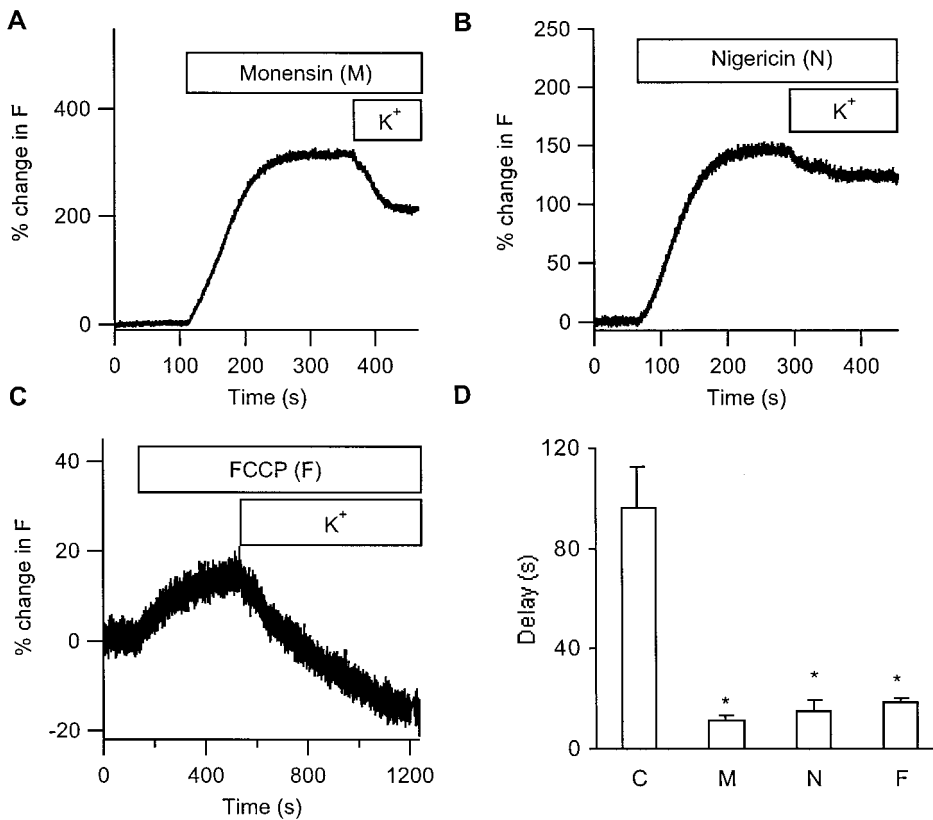 A
Monensin (M)
K+
% change in F
400
200
0
0 100 200 300 400
Time (s)
B
Nigericin (N)
K+
% change in F
250
200
150
100
50
0
0 100 200 300 400
Time (s)
C
FCCP (F)
K+
% change in F
40
20
0
-20
0 400 800 1200
Time (s)
D
Delay (s)
120
80
40
0
* * *
C M N F